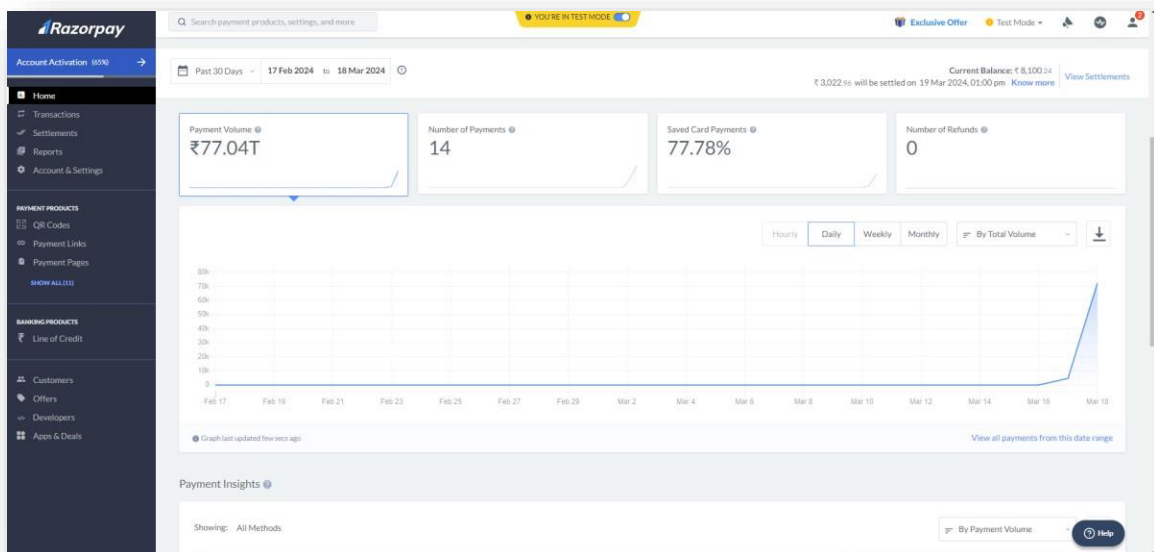 Razorpay
Search payment products, settings, and more
YOU'RE IN TEST MODE
Exclusive Offer
Test Mode
2
Account Activation (65%)
Home
Transactions
Settlements
Reports
Account & Settings
PAYMENT PRODUCTS
QR Codes
Payment Links
Payment Pages
SHOW ALL (11)
BANKING PRODUCTS
Line of Credit
Customers
Offers
Developers
Apps & Deals
Past 30 Days
17 Feb 2024 to 18 Mar 2024
Current Balance: ₹ 8,100.24
₹ 3,022.96 will be settled on 19 Mar 2024, 01:00 pm Know more
View Settlements
Payment Volume
₹77.04T
Number of Payments
14
Saved Card Payments
77.78%
Number of Refunds
0
Hourly Daily Weekly Monthly
By Total Volume
80k
70k
60k
50k
40k
30k
20k
10k
0
Feb 17 Feb 19 Feb 21 Feb 23 Feb 25 Feb 27 Feb 29 Mar 2 Mar 4 Mar 6 Mar 8 Mar 10 Mar 12 Mar 14 Mar 16 Mar 18
Graph last updated few secs ago
View all payments from this date range
Payment Insights
Showing: All Methods
By Payment Volume
Help